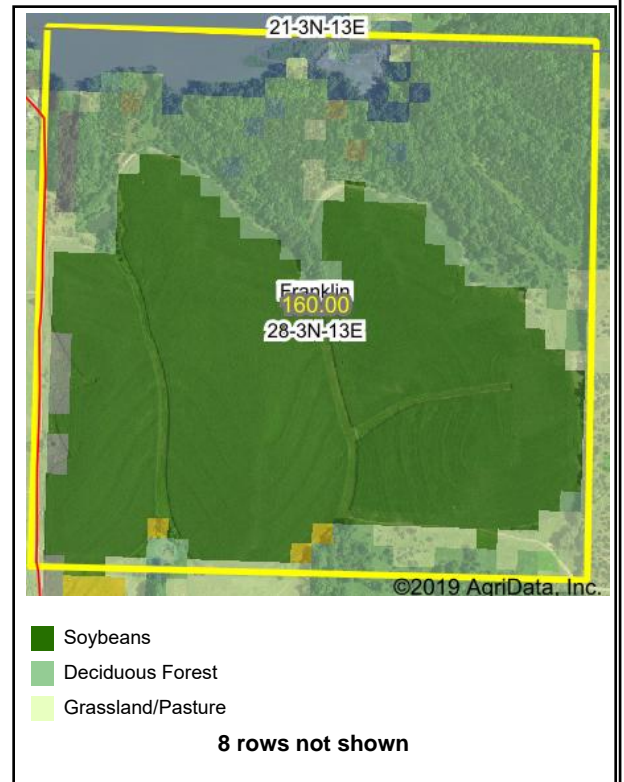 21-3N-13E
Franklin
160.00
28-3N-13E
©2019 AgriData, Inc.
Soybeans
Deciduous Forest
Grassland/Pasture
8 rows not shown